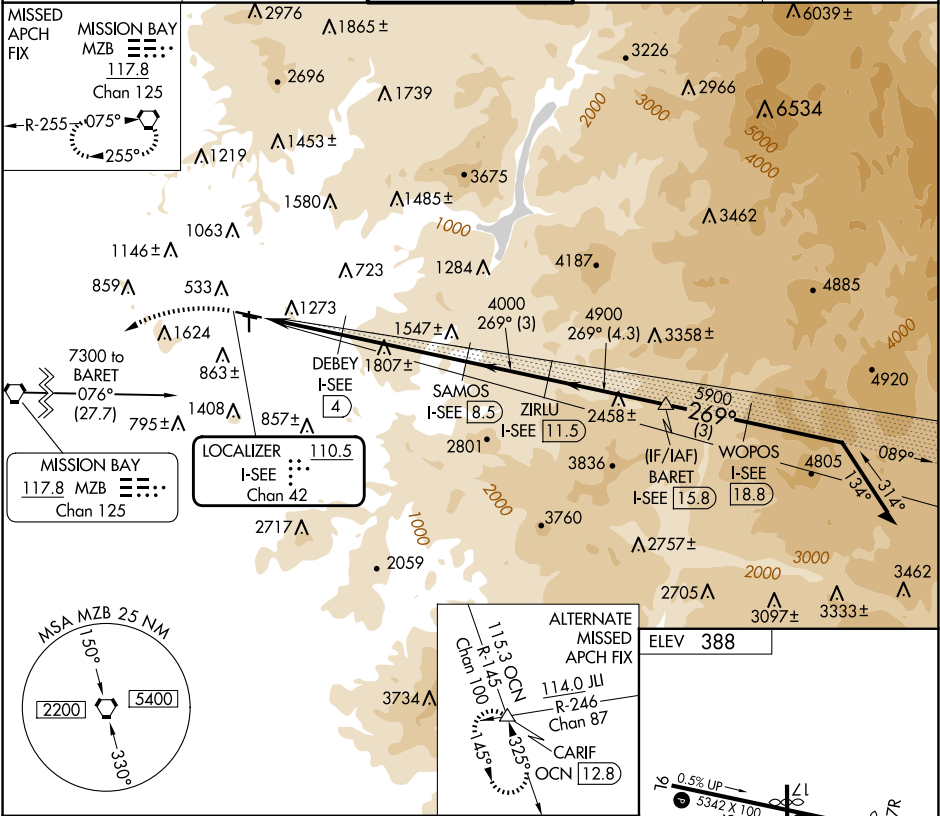 MISSED
APCH
FIX
MISSION BAY
MZB
117.8
Chan 125
R-255
075°
255°
2976
1865 ±
2696
1739
1453 ±
1219
3226
6039 ±
2966
6534
2000
3000
5000
4000
3675
1580
1485 ±
1000
3462
1063
1146 ±
723
1284
4187
859
533
4885
1273
4000
269° (3)
4900
269° (4.3)
3358 ±
4000
1624
1547 ±
7300 to
BARET
076°
(27.7)
863 ±
DEBEY
I-SEE
4
1807 ±
SAMOS
I-SEE 8.5
ZIRLU
I-SEE 11.5
2458 ±
5900
269°
(3)
4920
795 ±
1408
857 ±
2801
(IF/IAF)
BARET
I-SEE 15.8
WOPOS
I-SEE
18.8
089°
4805
134°
314°
MISSION BAY
117.8 MZB
Chan 125
LOCALIZER 110.5
I-SEE
Chan 42
3836
2000
3760
2717
1000
2059
2757 ±
3000
2000
2705
3097 ±
3333 ±
3462
MSA MZB 25 NM
150°
2200
5400
330°
3734
ALTERNATE
MISSED
APCH FIX
115.3 OCN
R-145
Chan 100
114.0 JLI
R-246
Chan 87
145°
325°
CARIF
OCN 12.8
ELEV 388
16
0.5% UP
P
5342 X 100
17
7R